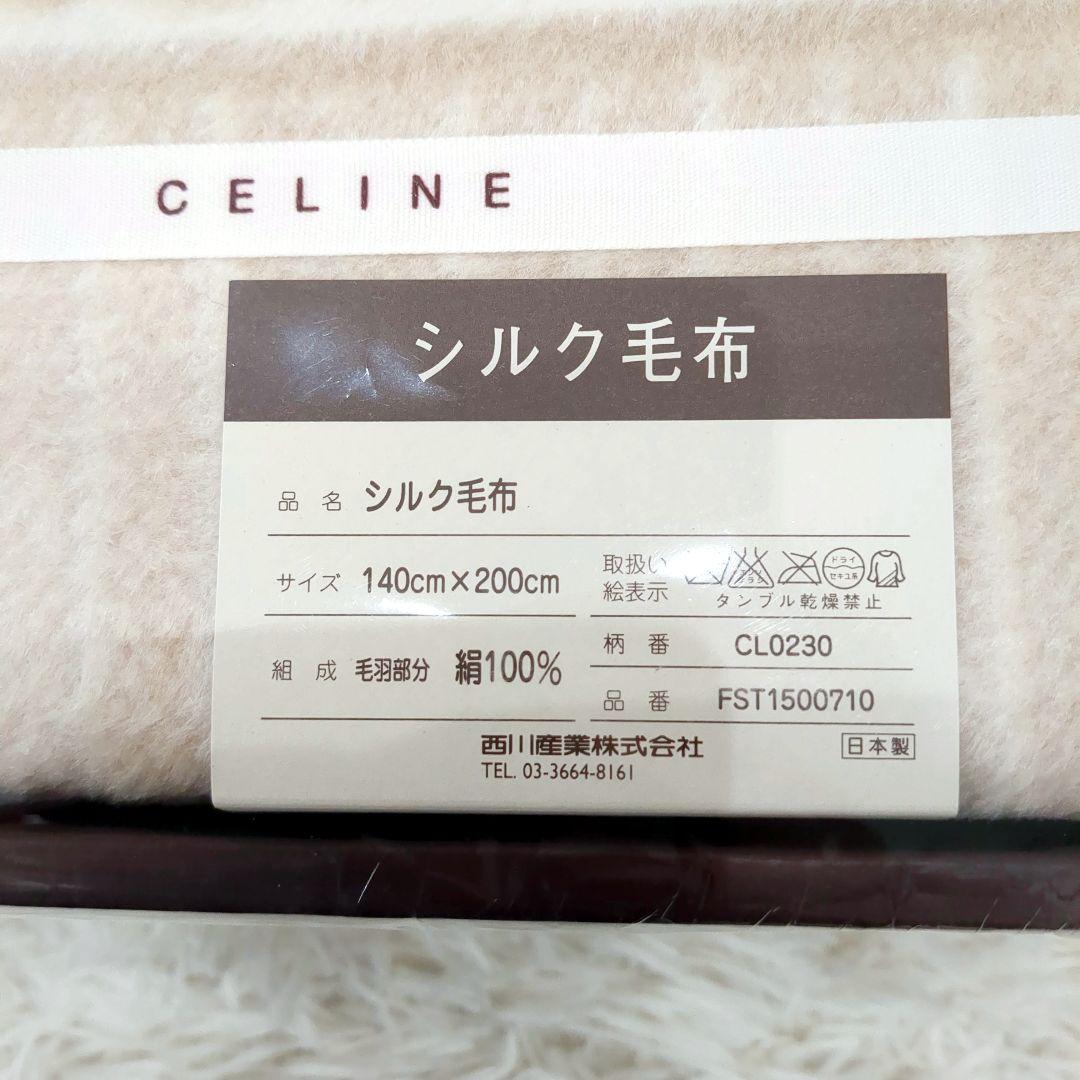 CELINE
シルク毛布
品名 シルク毛布
サイズ 140cm×200cm
組成 毛羽部分 絹100%
取扱い
絵表示
ドライ
セキユ系
タンブル乾燥禁止
柄番 CL0230
品番 FST1500710
西川産業株式会社
TEL. 03-3664-8161
日本製